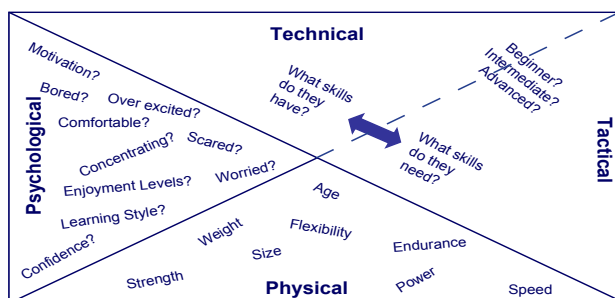 Technical
Motivation?
Bored?
Over excited?
Comfortable?
Concentrating?
Scared?
Enjoyment Levels?
Worried?
Learning Style?
Confidence?
Psychological
What skills
do they
have?
What skills
do they
need?
Beginner?
Intermediate?
Advanced?
Tactical
Age
Weight
Flexibility
Size
Endurance
Strength
Power
Speed
Physical